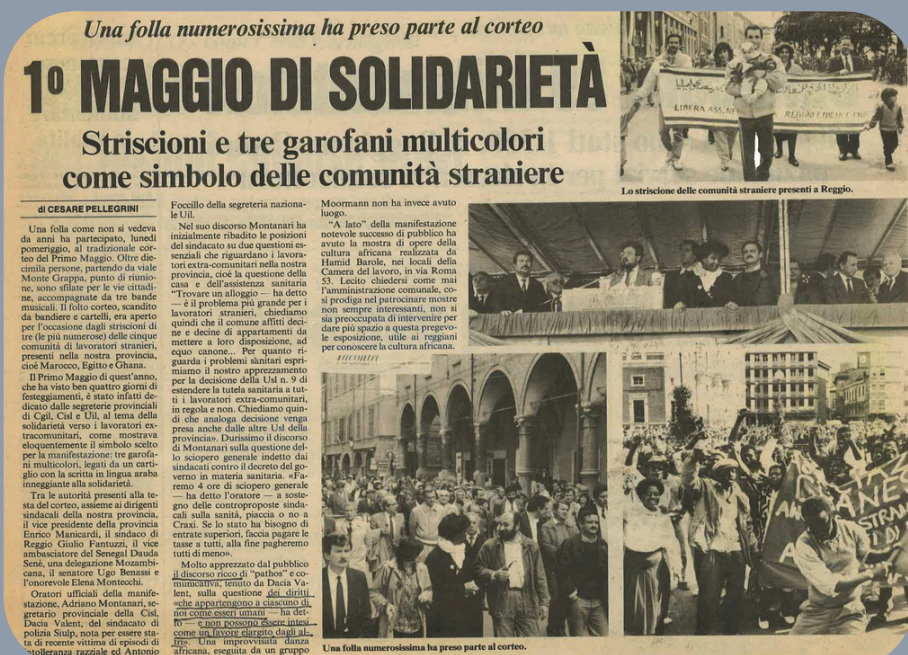 Una folla numerosissima ha preso parte al corteo
1º MAGGIO DI SOLIDARIETÀ
Striscioni e tre garofani multicolori
come simbolo delle comunità straniere
di CESARE PELLEGRINI
Una folla come non si vedeva
da anni ha partecipato, lunedì
pomeriggio, al tradizionale cor-
teo del Primo Maggio. Oltre die-
cimila persone, partendo da viale
Monte Grappa, punto di riunio-
ne, sono sfilate per le vie cittadi-
ne, accompagnate da tre bande
musicali. Il folto corteo, scandito
da bandiere e cartelli, era aperto
per l'occasione dagli striscioni di
tre (le più numerose) delle cinque
comunità di lavoratori stranieri,
presenti nella nostra provincia,
cioè Marocco, Egitto e Ghana.
Il Primo Maggio di quest'anno,
che ha visto ben quattro giorni di
festeggiamenti, è stato infatti de-
dicato dalle segreterie provinciali
di Cgil, Cisl e Uil, al tema della
solidarietà verso i lavoratori ex-
tracomunitari, come mostrava
eloquentemente il simbolo scelto
per la manifestazione: tre garofa-
ni multicolori, legati da un arti-
glio con la scritta in lingua araba
inneggiante alla solidarietà.
Tra le autorità presenti alla te-
sta del corteo, assieme ai dirigenti
sindacali della nostra provincia,
il vice presidente della provincia
Enrico Manicardi, il sindaco di
Reggio Giulio Fantuzzi, il vice
ambasciatore del Senegal Dauda
Senè, una delegazione Mozambi-
cana, il senatore Ugo Benassi e
l'onorevole Elena Montecchi.
Oratori ufficiali della manife-
stazione, Adriano Montanari, se-
gretario provinciale della Cisl,
Dacia Valent, del sindacato di
polizia Siulp, nota per essere sta-
ta di recente vittima di episodi di
intolleranza razziale ed Antonio
Foccillo della segreteria naziona-
le Uil.
Nel suo discorso Montanari ha
inizialmente ribadito le posizioni
del sindacato su due questioni es-
senziali che riguardano i lavora-
tori extra-comunitari nella nostra
provincia, cioè la questione della
casa e dell'assistenza sanitaria
"Trovare un alloggio — ha detto
— è il problema più grande per i
lavoratori stranieri, chiediamo
quindi che il comune affitti deci-
ne e decine di appartamenti da
mettere a loro disposizione, ad
equo canone... Per quanto ri-
guarda i problemi sanitari espri-
miamo il nostro apprezzamento
per la decisione della Usl n. 9 di
estendere la tutela sanitaria a tut-
ti i lavoratori extra-comunitari,
in regola e non. Chiediamo quin-
di che analoga decisione venga
presa anche dalle altre Usl della
provincia». Durissimo il discorso
di Montanari sulla questione del-
lo sciopero generale indetto dai
sindacati contro il decreto del go-
verno in materia sanitaria. «Fa-
remo 4 ore di sciopero generale
— ha detto l'oratore — a soste-
gno delle controproposte sinda-
cali sulla sanità, piaccia o no a
Craxi. Se lo stato ha bisogno di
entrate superiori, faccia pagare le
tasse a tutti, alla fine pagheremo
tutti di meno».
Molto apprezzato dal pubblico
il discorso ricco di "pathos" e co-
municativa, tenuto da Dacia Va-
lent, sulla questione dei diritti
«che appartengono a ciascuno di
noi come esseri umani — ha det-
to — e non possono essere intesi
come un favore elargito dagli al-
tri». Una improvvisata danza
africana, eseguita da un gruppo
Moormann non ha invece avuto
luogo.
"A lato" della manifestazione
notevole successo di pubblico ha
avuto la mostra di opere della
cultura africana realizzata da
Hamid Barole, nei locali della
Camera del lavoro, in via Roma
53. Lecito chiedersi come mai
l'amministrazione comunale, co-
sì prodiga nel patrocinare mostre
non sempre interessanti, non si
sia preoccupata di intervenire per
dare più spazio a questa pregevo-
le esposizione, utile ai reggiani
per conoscere la cultura africana.
LIBERA ASS. NE
REGGIO EMILIA
Lo striscione delle comunità straniere presenti a Reggio.
Una folla numerosissima ha preso parte al corteo.